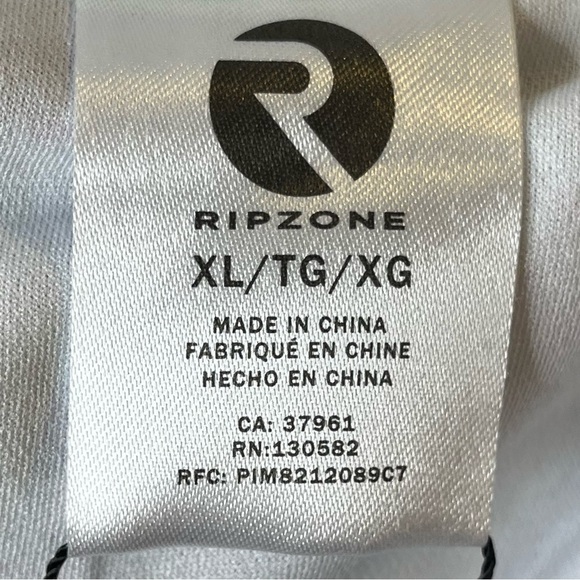 RIPZONE
XL/TG/XG
MADE IN CHINA
FABRIQUÉ EN CHINE
HECHO EN CHINA
CA: 37961
RN:130582
RFC: PIM8212089C7